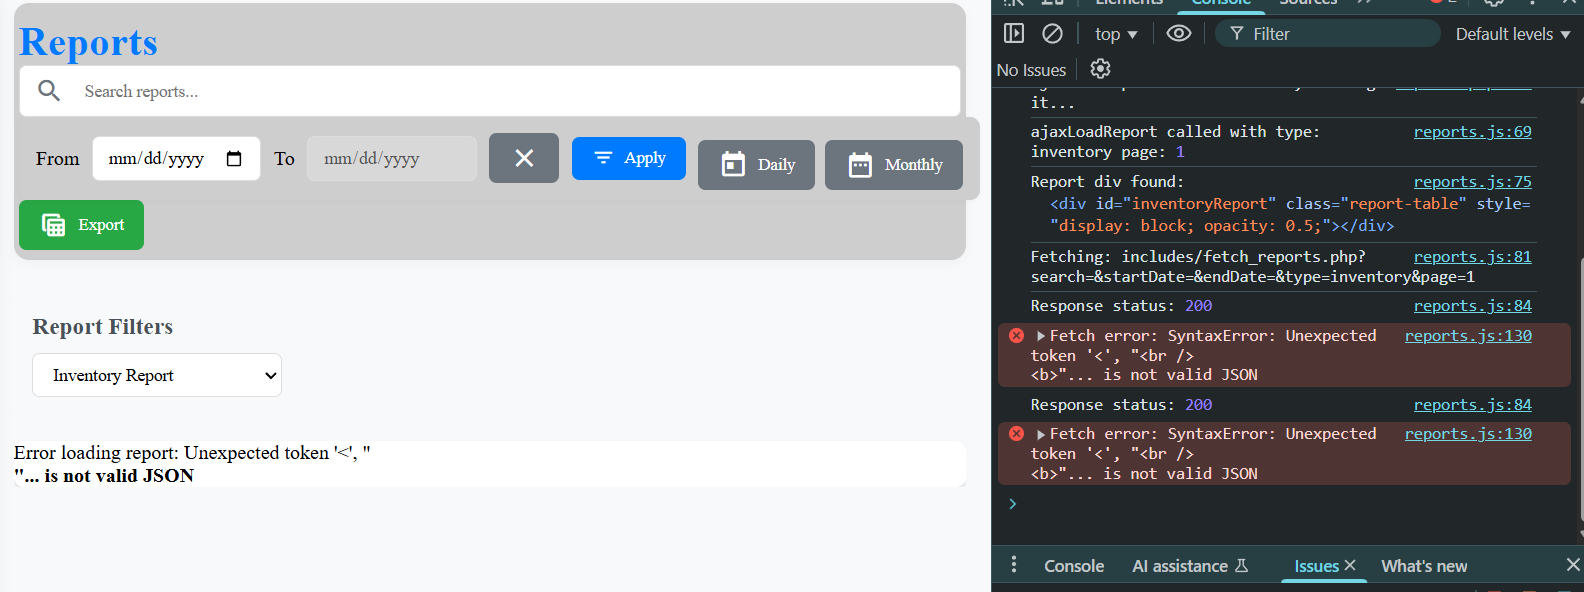 Reports
Search reports...
From mm/dd/yyyy To mm/dd/yyyy Apply Daily Monthly
Export
Report Filters
Inventory Report
Error loading report: Unexpected token '<', "
"... is not valid JSON
Elements Console Sources
top Filter Default levels
No Issues
it...
ajaxLoadReport called with type: reports.js:69
inventory page: 1
Report div found: reports.js:75
<div id="inventoryReport" class="report-table" style=
"display: block; opacity: 0.5;"></div>
Fetching: includes/fetch_reports.php? reports.js:81
search=&startDate=&endDate=&type=inventory&page=1
Response status: 200 reports.js:84
Fetch error: SyntaxError: Unexpected reports.js:130
token '<', "<br />
<b>"... is not valid JSON
Response status: 200 reports.js:84
Fetch error: SyntaxError: Unexpected reports.js:130
token '<', "<br />
<b>"... is not valid JSON
Console AI assistance Issues What's new